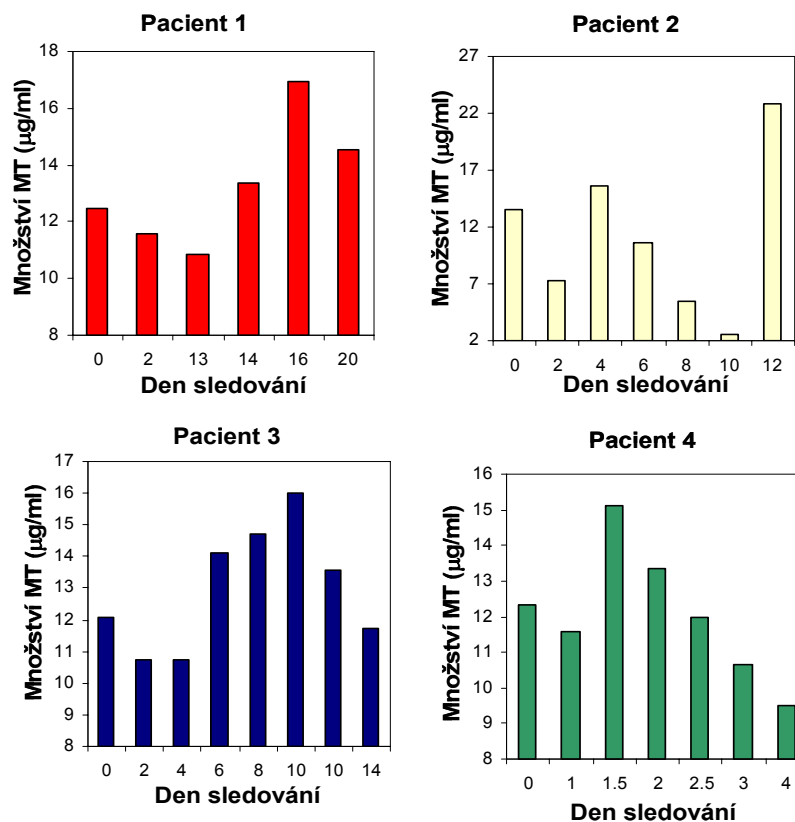 Pacient 1
Množství MT (µg/ml)
18
16
14
12
10
8
0 2 13 14 16 20
Den sledování
Pacient 2
Množství MT (µg/ml)
27
22
17
12
7
2
0 2 4 6 8 10 12
Den sledování
Pacient 3
Množství MT (µg/ml)
17
16
15
14
13
12
11
10
9
8
0 2 4 6 8 10 10 14
Den sledování
Pacient 4
Množství MT (µg/ml)
16
15
14
13
12
11
10
9
8
0 1 1.5 2 2.5 3 4
Den sledování